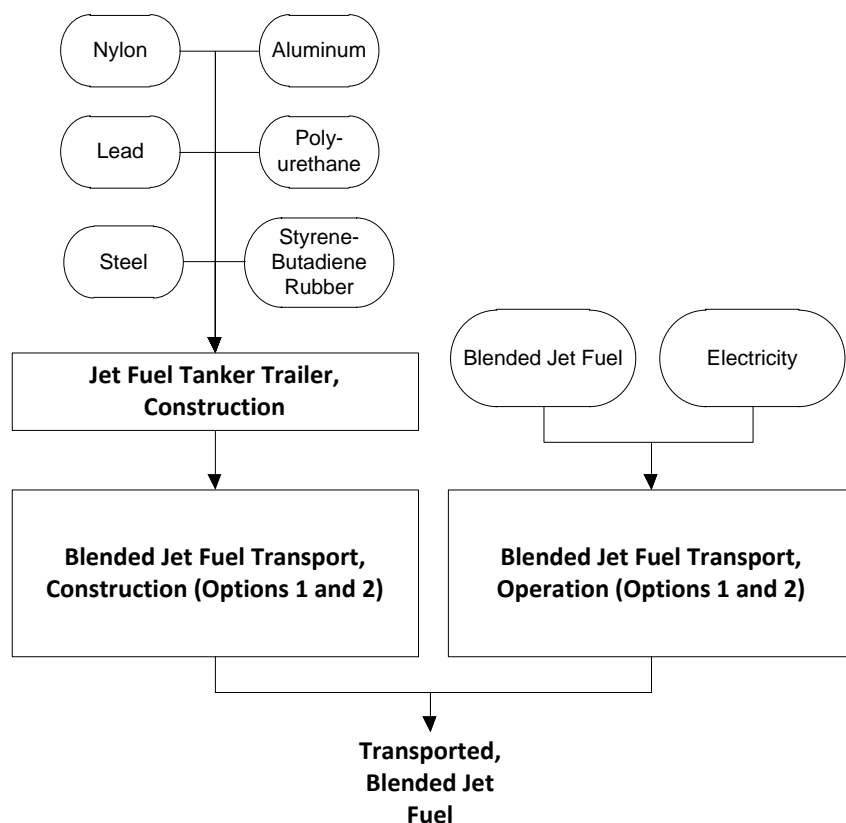 Nylon
Aluminum
Lead
Poly-
urethane
Steel
Styrene-
Butadiene
Rubber
Jet Fuel Tanker Trailer,
Construction
Blended Jet Fuel
Electricity
Blended Jet Fuel Transport,
Construction (Options 1 and 2)
Blended Jet Fuel Transport,
Operation (Options 1 and 2)
Transported,
Blended Jet
Fuel